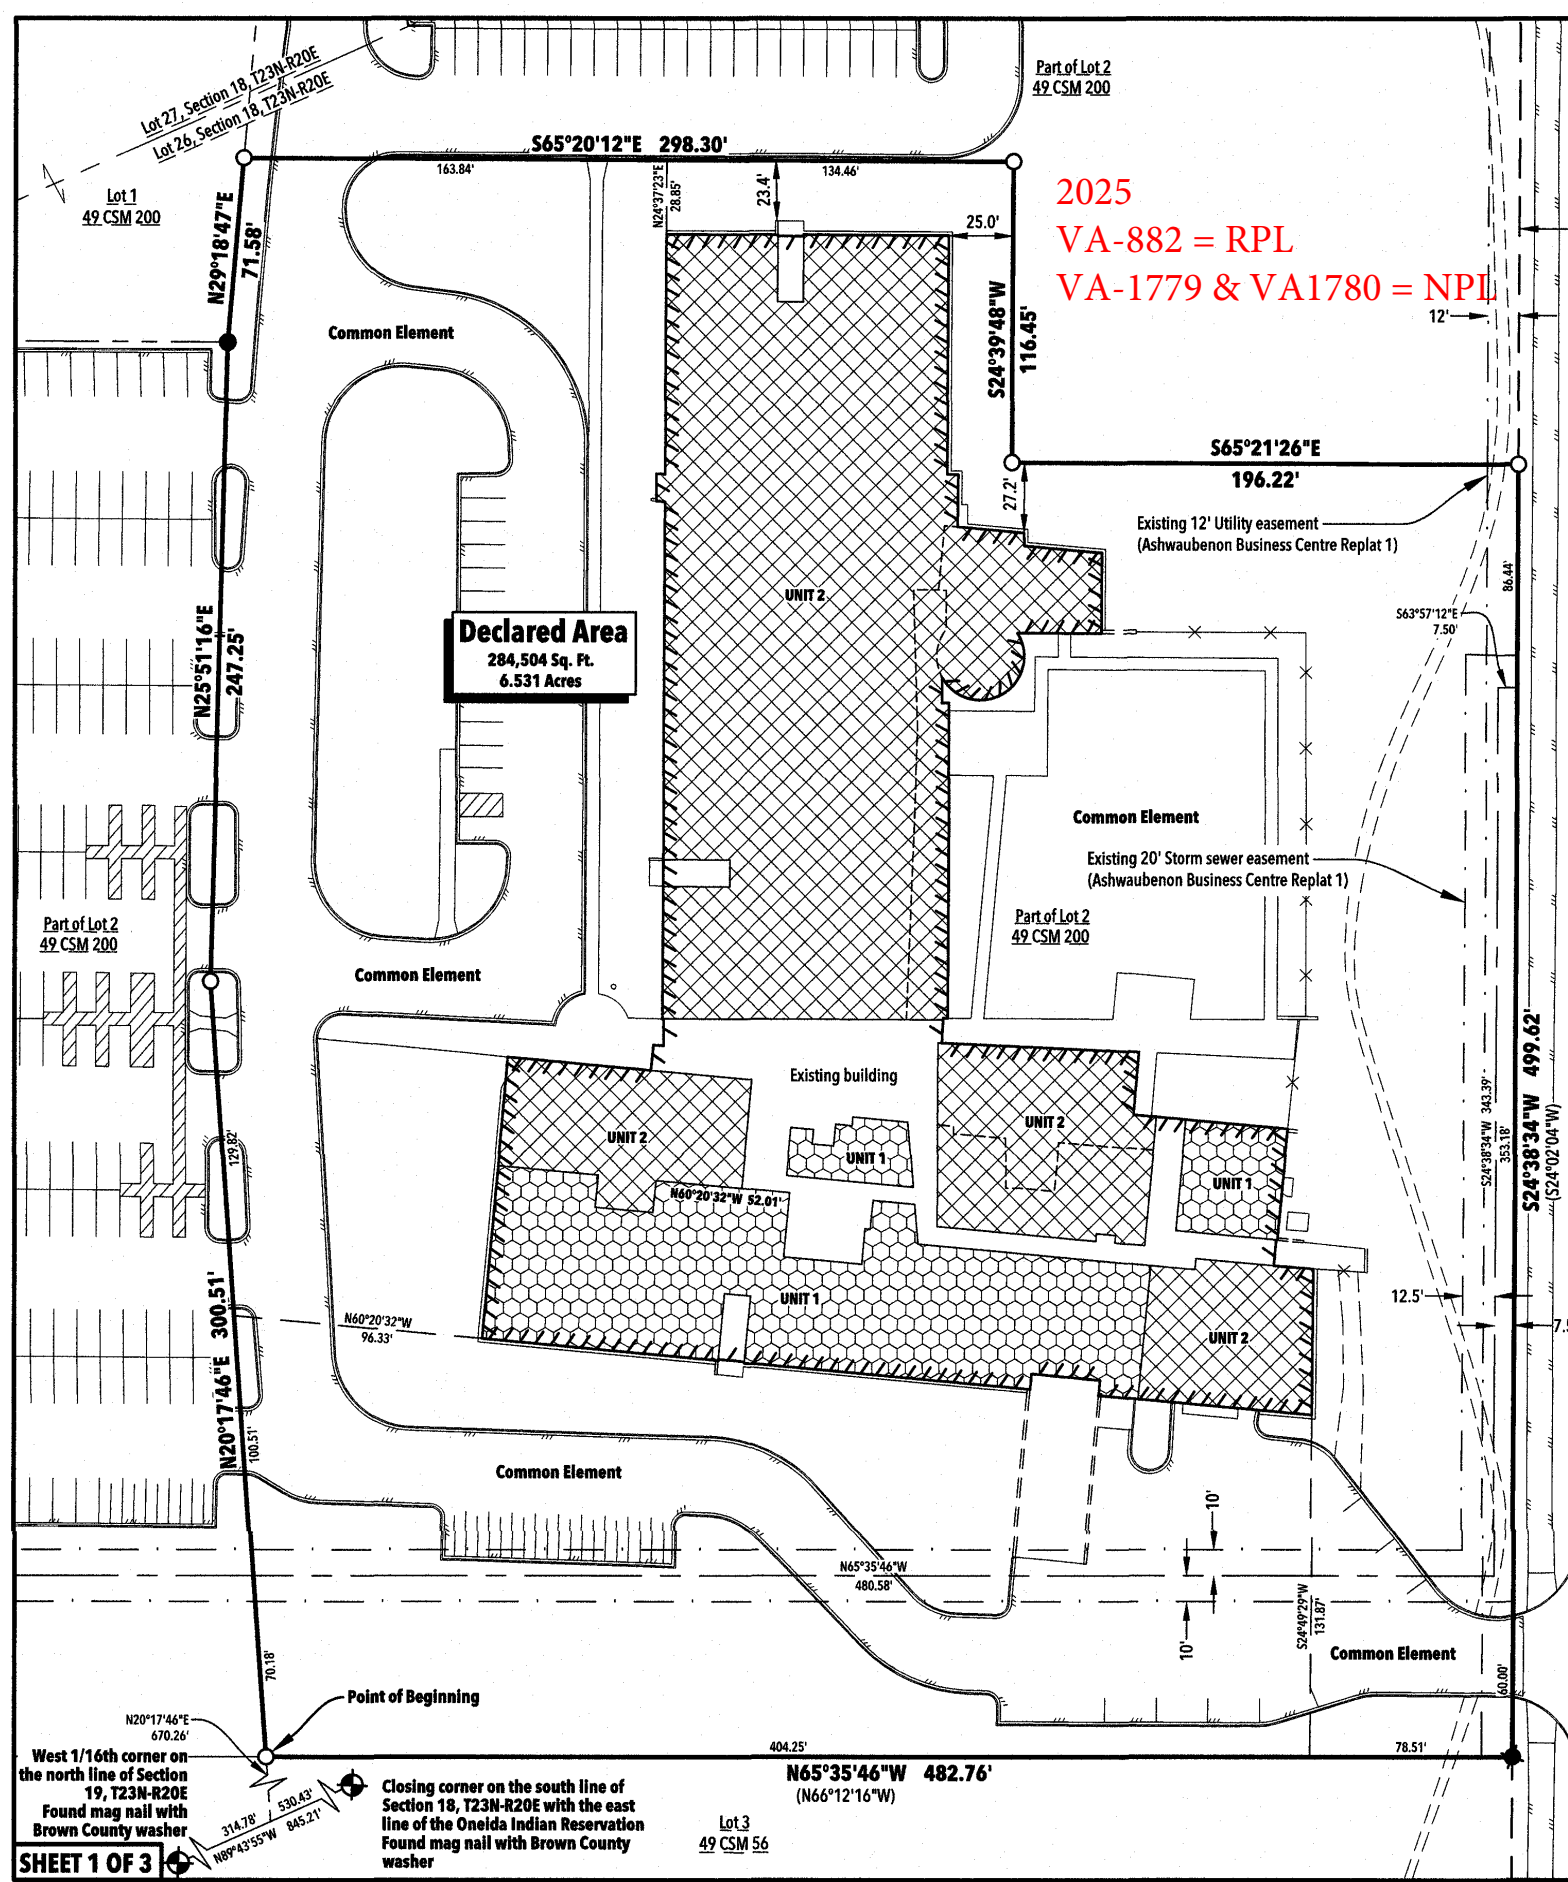 Lot 27, Section 18, T23N-R20E
Lot 26, Section 18, T23N-R20E
Part of Lot 2
49 CSM 200
S65°20'12"E 298.30'
163.84'
134.46'
N24°37'23"E
28.85'
23.4'
25.0'
Lot 1
49 CSM 200
N29°18'47"E
71.58'
2025
VA-882 = RPL
VA-1779 & VA1780 = NPL
12'
Common Element
S24°39'48"W
116.45'
S65°21'26"E
196.22'
27.2'
Existing 12' Utility easement
(Ashwaubenon Business Centre Replat 1)
86.44'
S63°57'12"E
7.50'
UNIT 2
Declared Area
284,504 Sq. Ft.
6.531 Acres
N25°51'16"E
247.25'
Common Element
Existing 20' Storm sewer easement
(Ashwaubenon Business Centre Replat 1)
Part of Lot 2
49 CSM 200
Part of Lot 2
49 CSM 200
Common Element
Existing building
UNIT 2
UNIT 2
UNIT 1
UNIT 1
N60°20'32"W 52.01'
S24°38'34"W 343.39'
353.18'
S24°38'34"W 499.62'
(S24°02'04"W)
129.82'
N20°17'46"E 300.51'
100.51'
N60°20'32"W
96.33'
UNIT 1
UNIT 2
12.5'
Common Element
10'
N65°35'46"W
480.58'
10'
S24°49'29"W
131.87'
Common Element
60.00'
70.18'
Point of Beginning
N20°17'46"E
670.26'
404.25'
78.51'
N65°35'46"W 482.76'
(N66°12'16"W)
West 1/16th corner on
the north line of Section
19, T23N-R20E
Found mag nail with
Brown County washer
314.78'
530.43'
N89°43'55"W 845.21'
Closing corner on the south line of
Section 18, T23N-R20E with the east
line of the Oneida Indian Reservation
Found mag nail with Brown County
washer
Lot 3
49 CSM 56
SHEET 1 OF 3